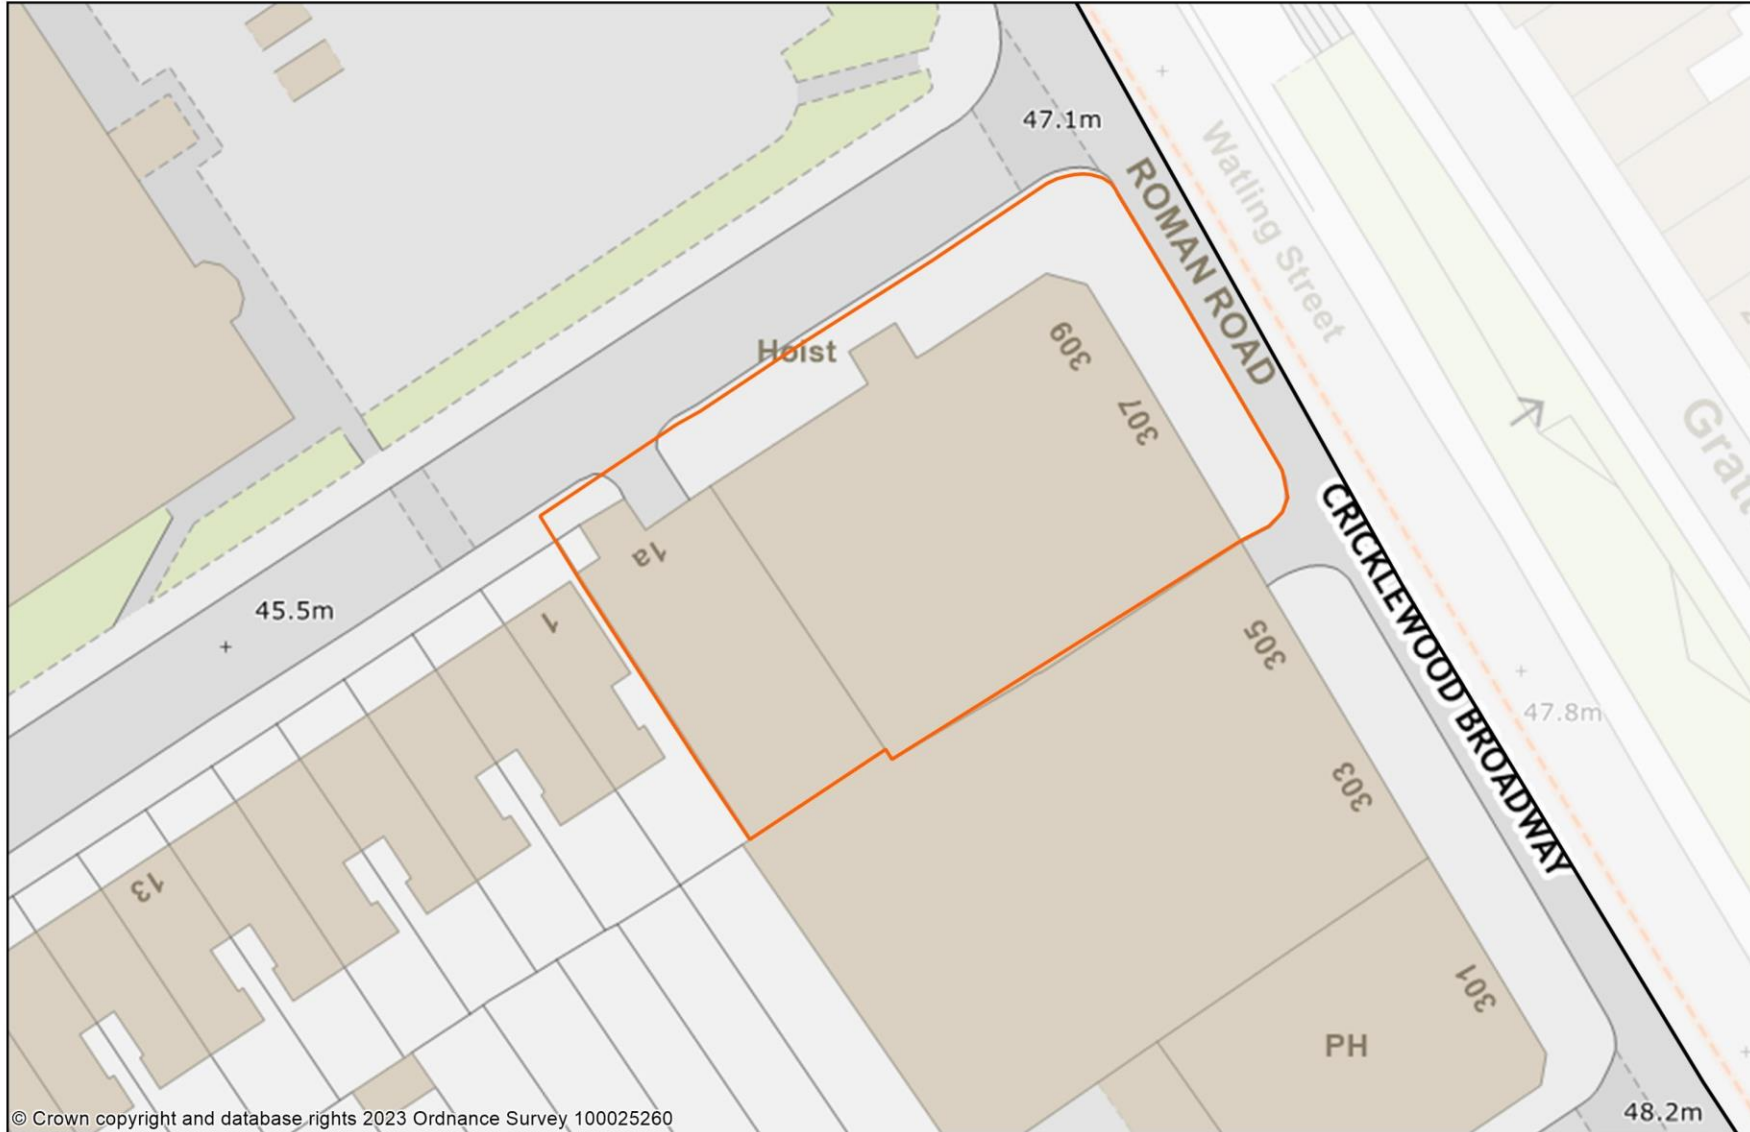 47.1m
ROMAN ROAD
Watling Street
Hoist
309
307
Gratt
1a
CRICKLEWOOD BROADWAY
45.5m
1
305
47.8m
303
13
301
PH
48.2m
© Crown copyright and database rights 2023 Ordnance Survey 100025260